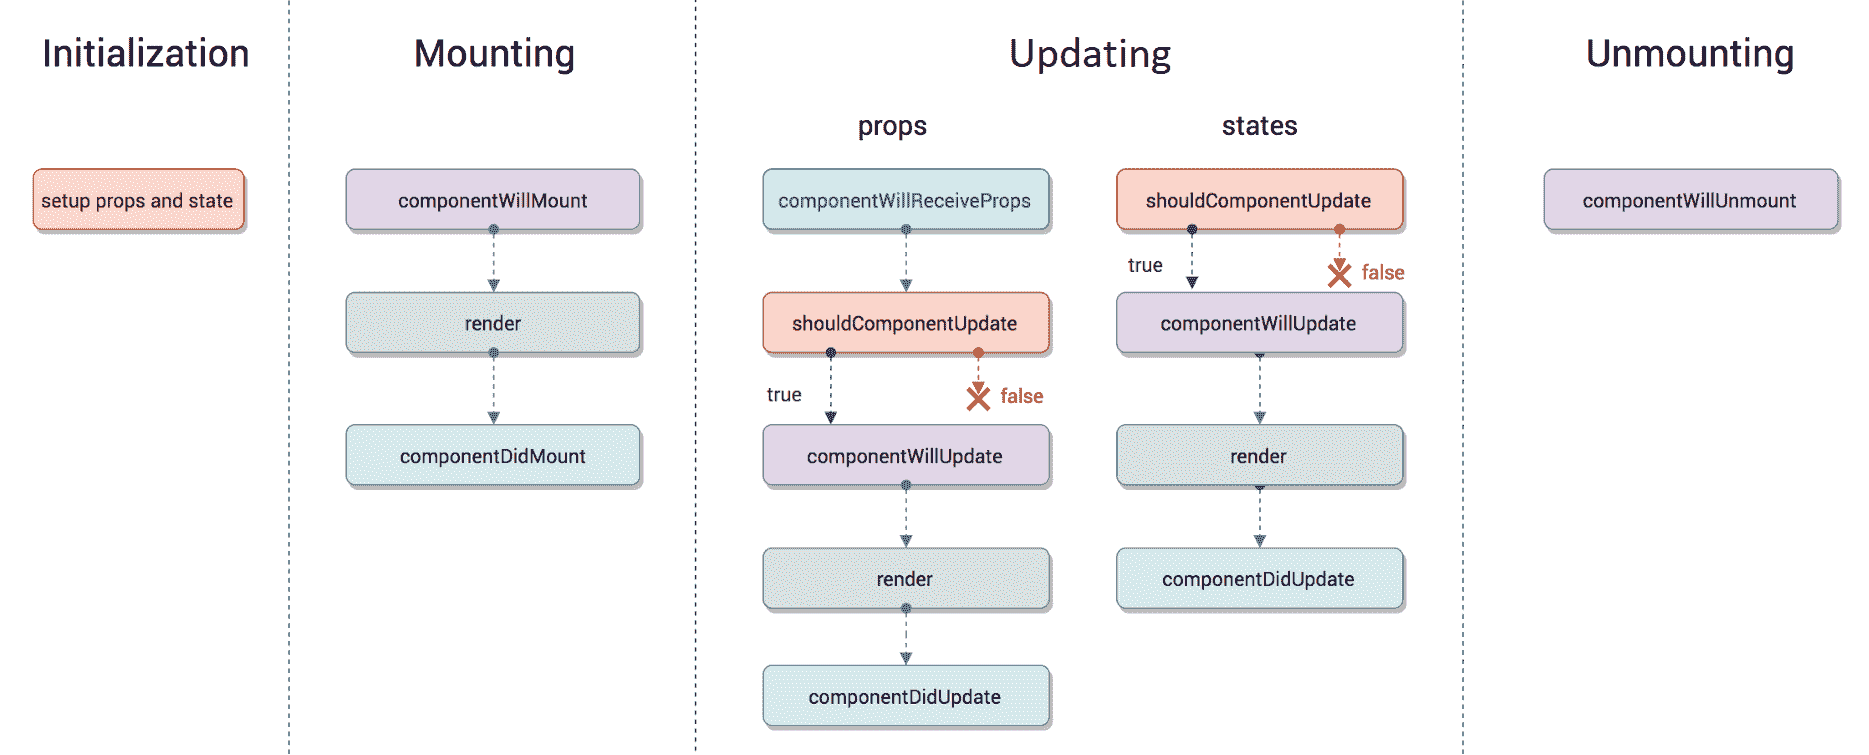 Initialization
setup props and state
Mounting
componentWillMount
render
componentDidMount
Updating
props
componentWillReceiveProps
shouldComponentUpdate
true
false
componentWillUpdate
render
componentDidUpdate
states
shouldComponentUpdate
true
false
componentWillUpdate
render
componentDidUpdate
Unmounting
componentWillUnmount